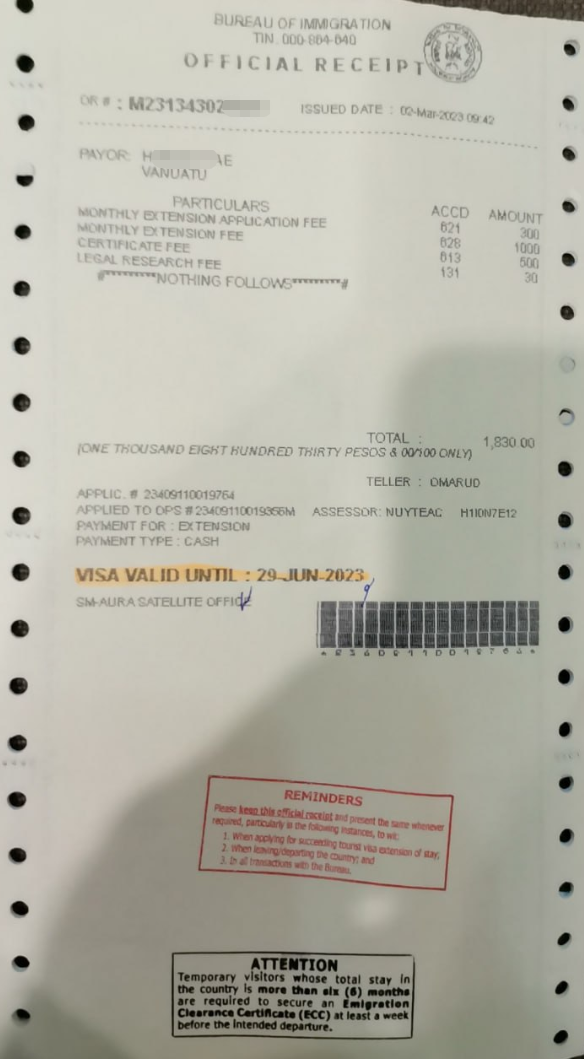 BUREAU OF IMMIGRATION
TIN. 000-864-640
OFFICIAL RECEIPT
OR # : M23134302
ISSUED DATE : 02-Mar-2023 09:42
PAYOR: H AE
VANUATU
PARTICULARS ACCD AMOUNT
MONTHLY EXTENSION APPLICATION FEE 621 300
MONTHLY EXTENSION FEE 628 1000
CERTIFICATE FEE 613 500
LEGAL RESEARCH FEE 131 30
#*********NOTHING FOLLOWS*********#
TOTAL : 1,830.00
(ONE THOUSAND EIGHT HUNDRED THIRTY PESOS & 00/100 ONLY)
TELLER : OMARUD
APPLIC. # 23409110019764
APPLIED TO OPS # 23409110019356M ASSESSOR: NUYTEAC H1I0N7E12
PAYMENT FOR : EXTENSION
PAYMENT TYPE : CASH
VISA VALID UNTIL : 29-JUN-2023
SM-AURA SATELLITE OFFICE
REMINDERS
Please keep this official receipt and present the same whenever
required, particularly in the following instances, to wit:
1. When applying for succeeding tourist visa extension of stay;
2. When leaving/departing the country; and
3. In all transactions with the Bureau.
ATTENTION
Temporary visitors whose total stay in
the country is more than six (6) months
are required to secure an Emigration
Clearance Certificate (ECC) at least a week
before the intended departure.